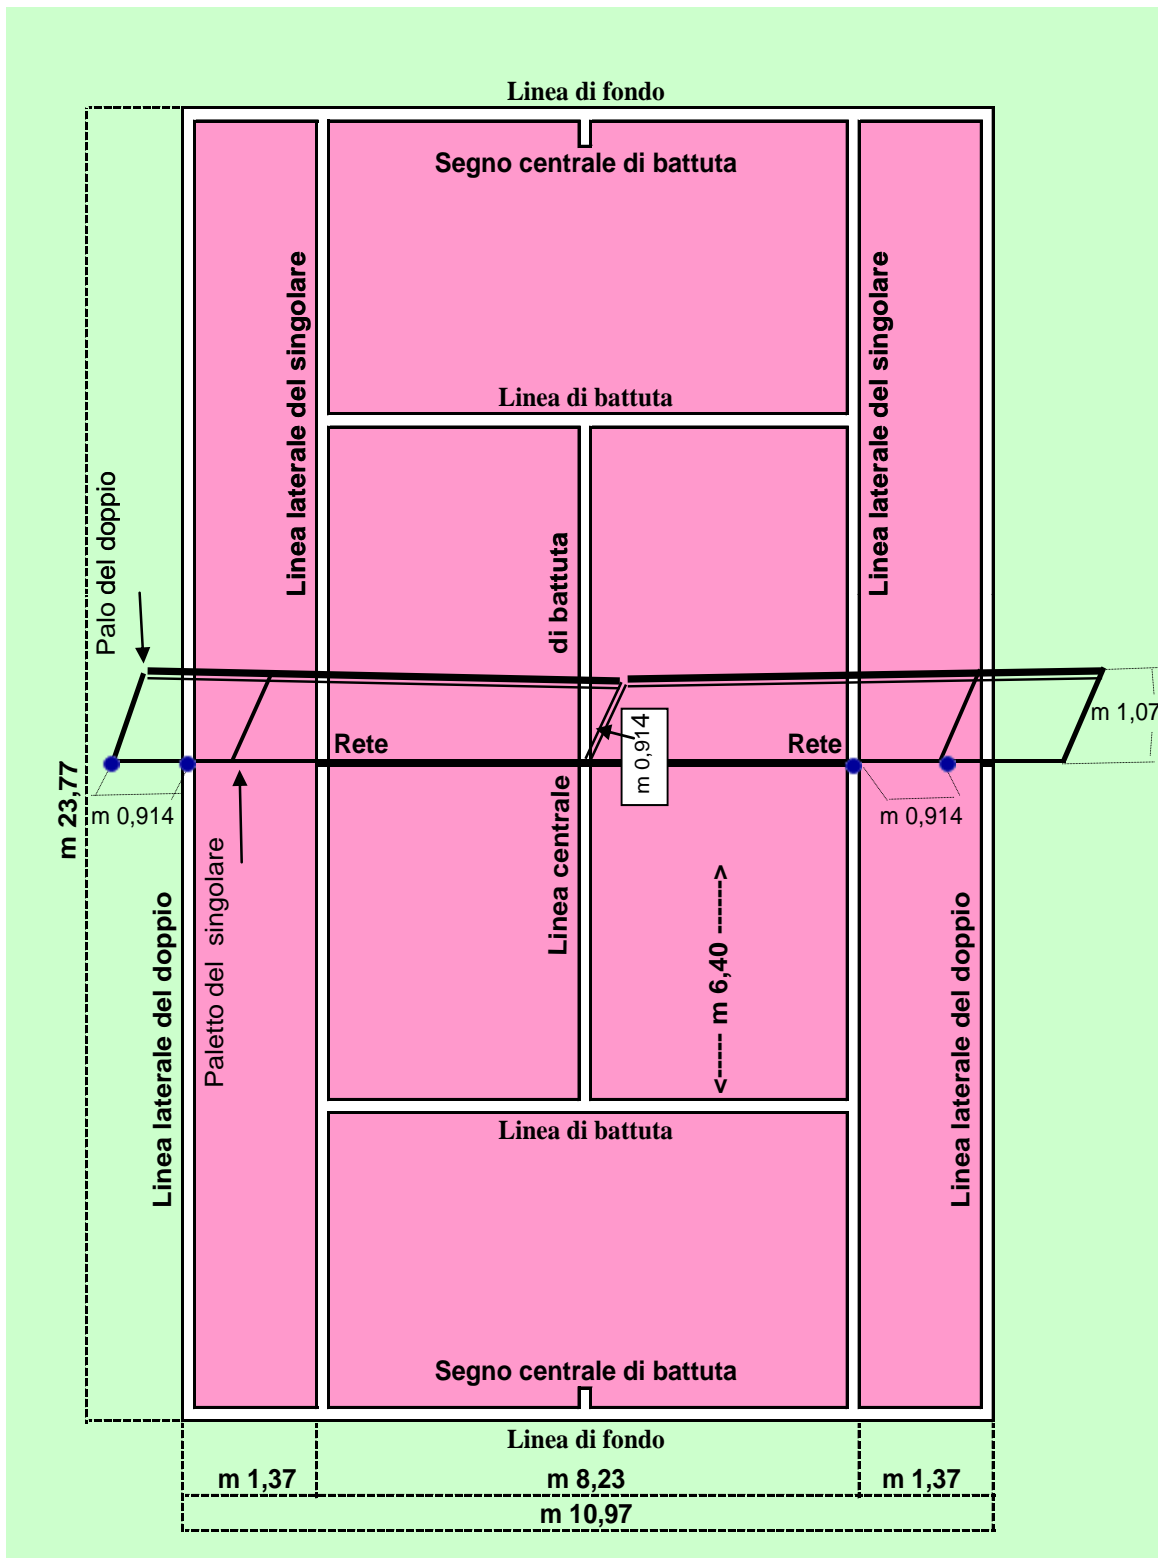 Linea di fondo
Segno centrale di battuta
Linea laterale del singolare
Linea laterale del singolare
Linea di battuta
Palo del doppio
di battuta
m 1,07
Rete
m 0,914
Rete
m 23,77
m 0,914
m 0,914
Linea centrale
Paletto del singolare
Linea laterale del doppio
<------ m 6,40 ------>
Linea laterale del doppio
Linea di battuta
Segno centrale di battuta
Linea di fondo
m 1,37
m 8,23
m 1,37
m 10,97